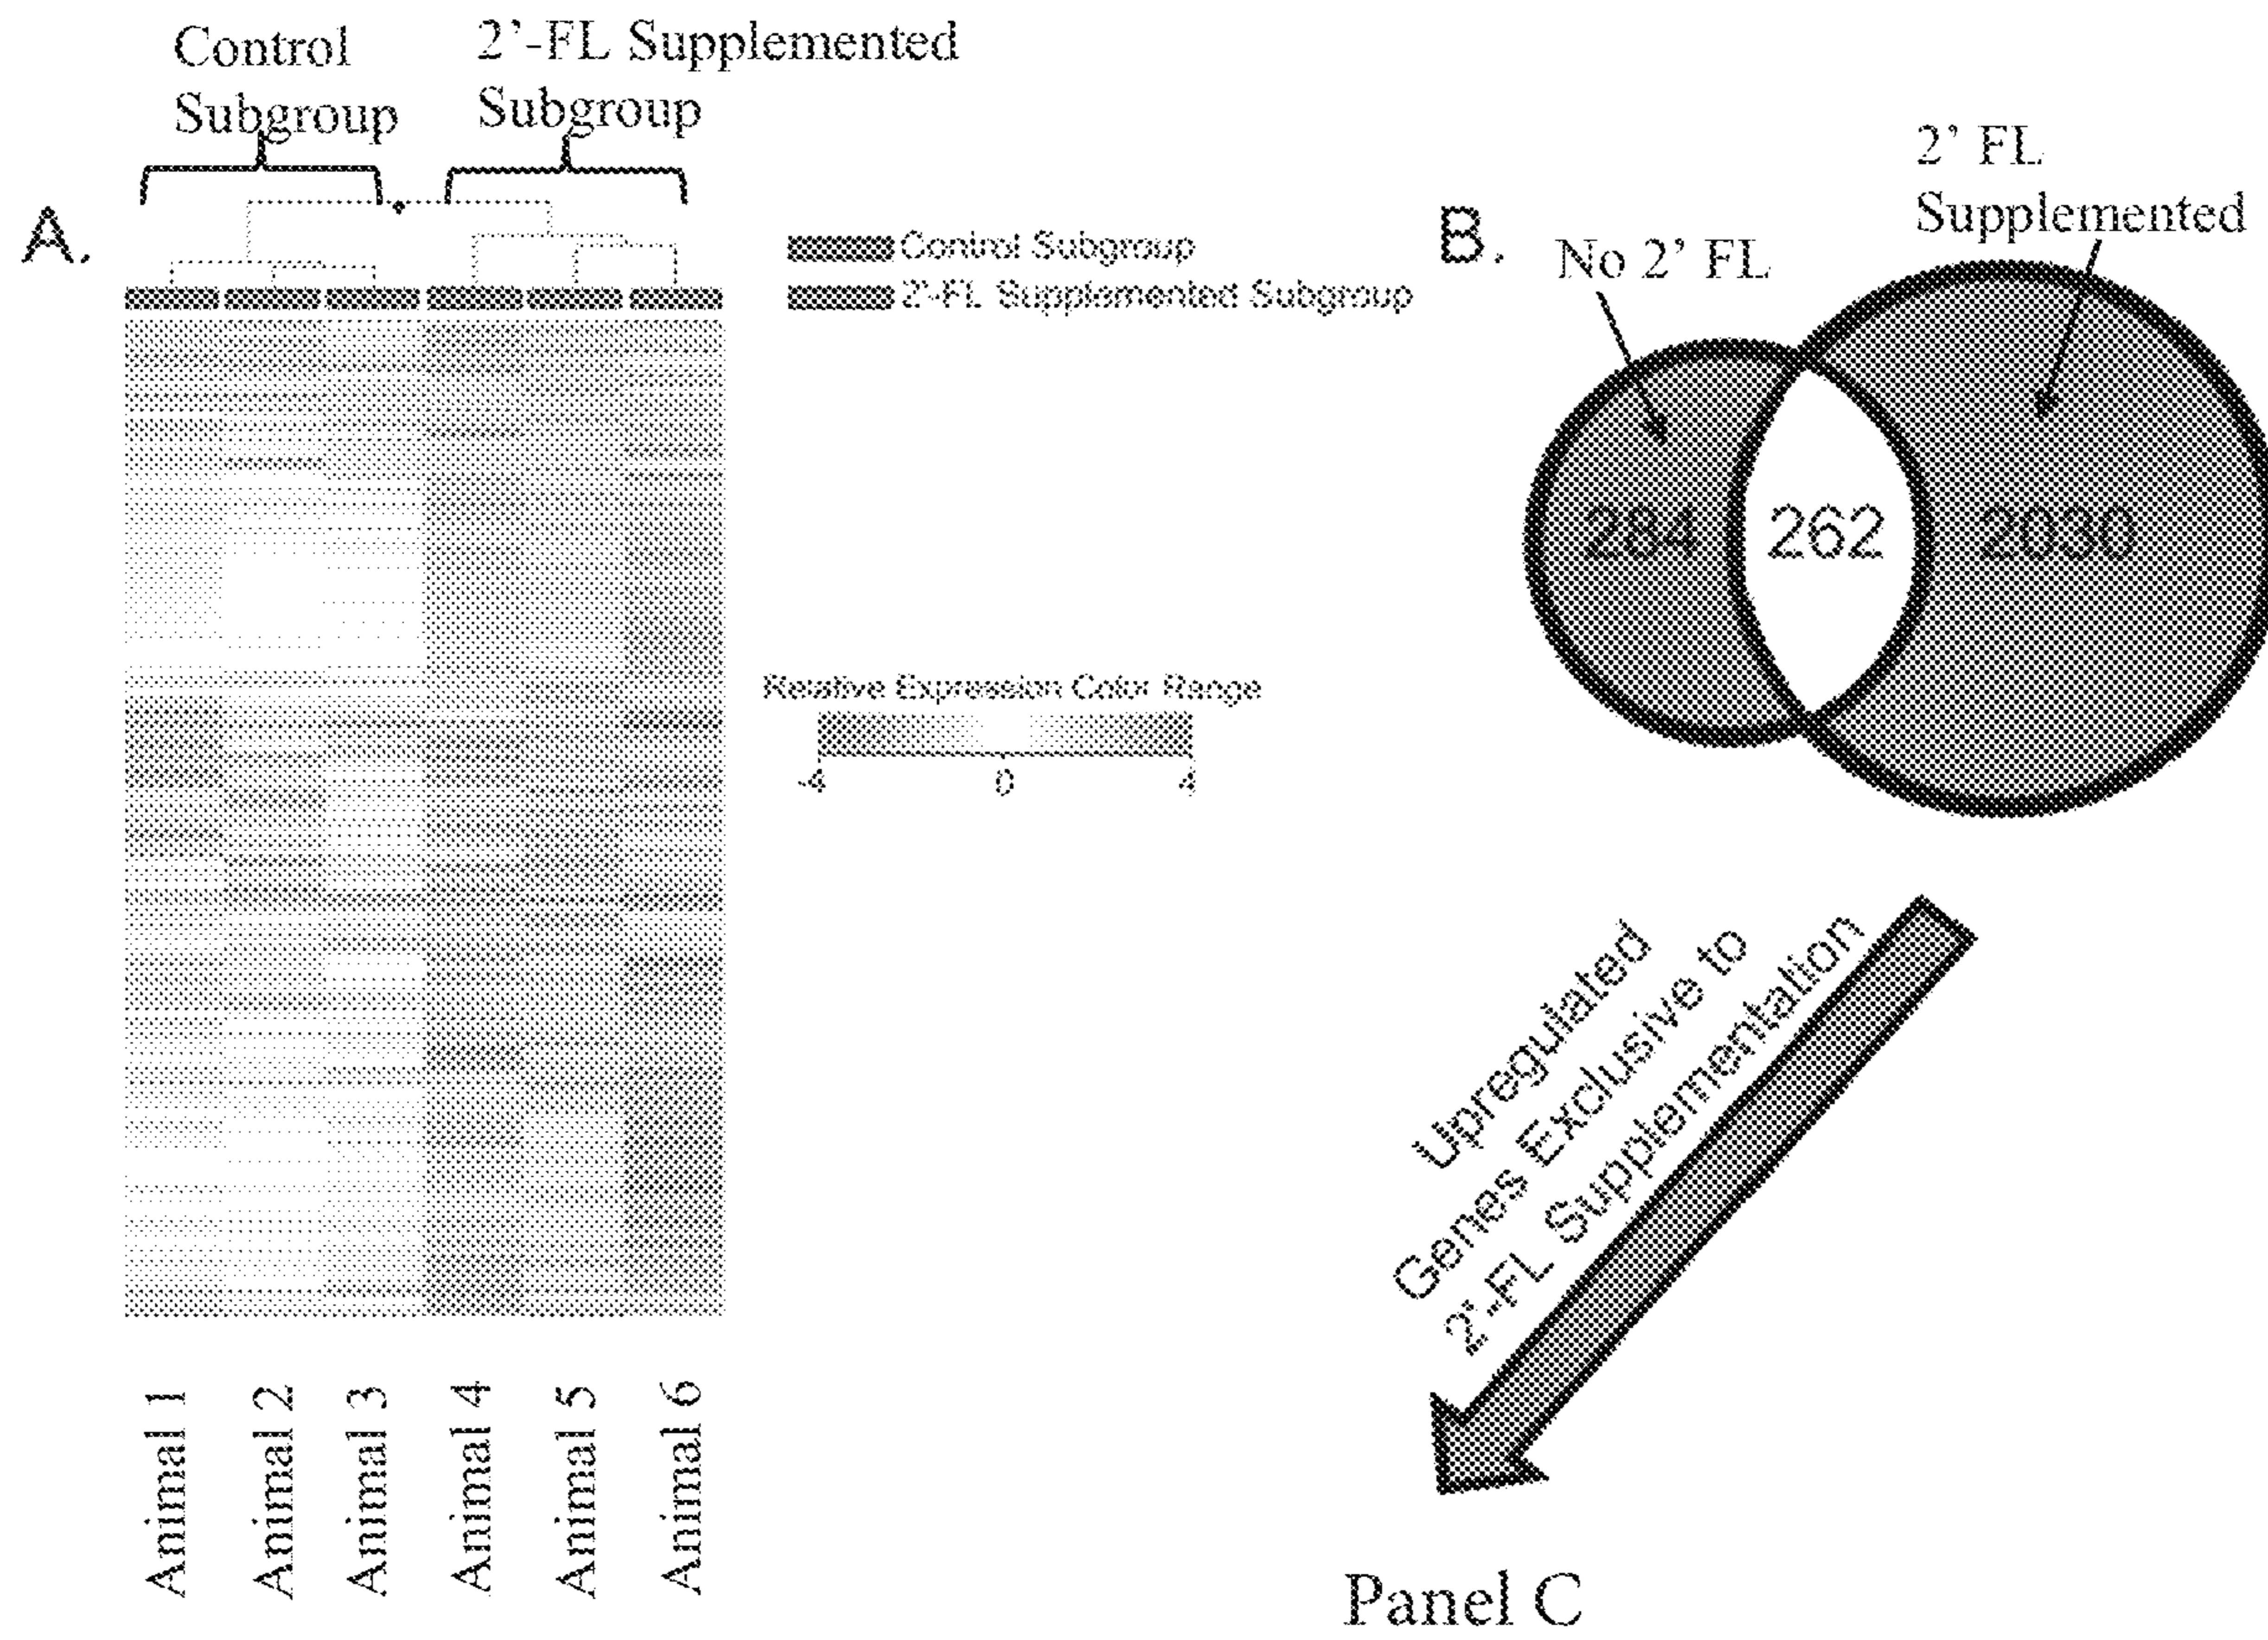 Control
Subgroup
2'-FL Supplemented
Subgroup
A.
Control Subgroup
2'-FL Supplemented Subgroup
Relative Expression Color Range
-4 0 4
Animal 1
Animal 2
Animal 3
Animal 4
Animal 5
Animal 6
B.
No 2' FL
2' FL
Supplemented
284
262
2030
Upregulated
Genes Exclusive to
2'-FL Supplementation
Panel C